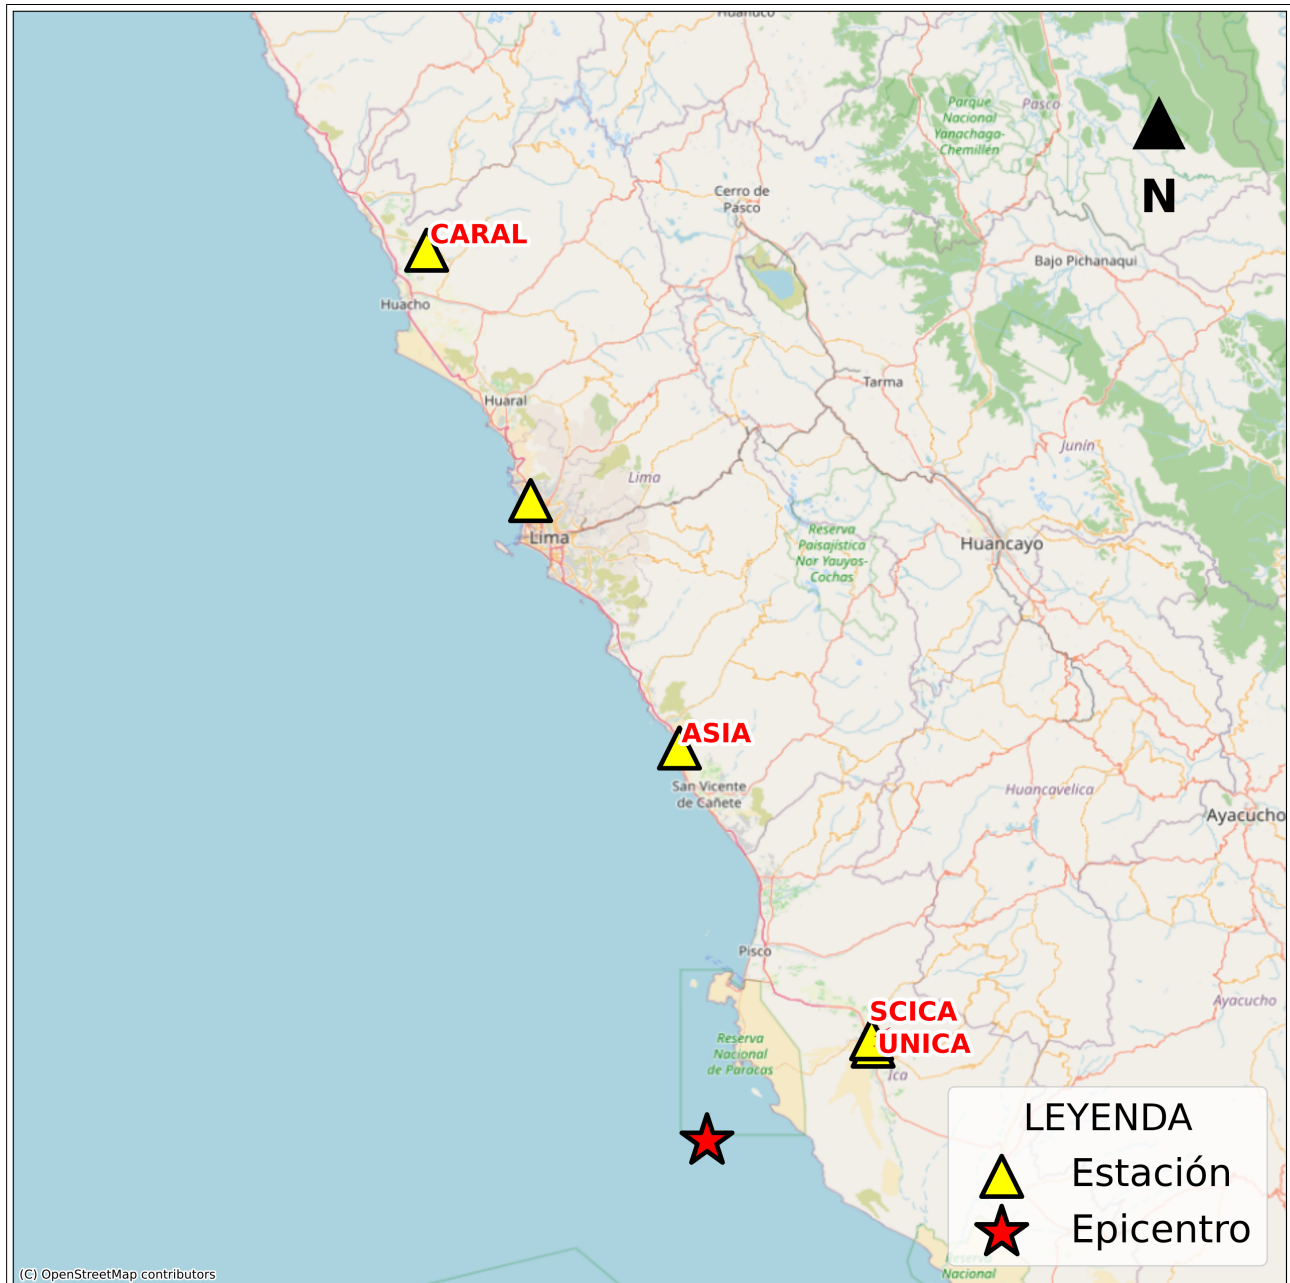 Huánuco
Parque
Nacional
Yanachaga-
Chemillén
Pasco
N
Cerro de
Pasco
CARAL
Bajo Pichanaqui
Huacho
Tarma
Huaral
Junín
Lima
Lima
Reserva
Paisajística
Nor Yauyos-
Cochas
Huancayo
ASIA
San Vicente
de Cañete
Huancavelica
Ayacucho
Pisco
Ayacucho
SCICA
UNICA
Reserva
Nacional
de Paracas
Ica
LEYENDA
Estación
Epicentro
Reserva
Nacional
(C) OpenStreetMap contributors